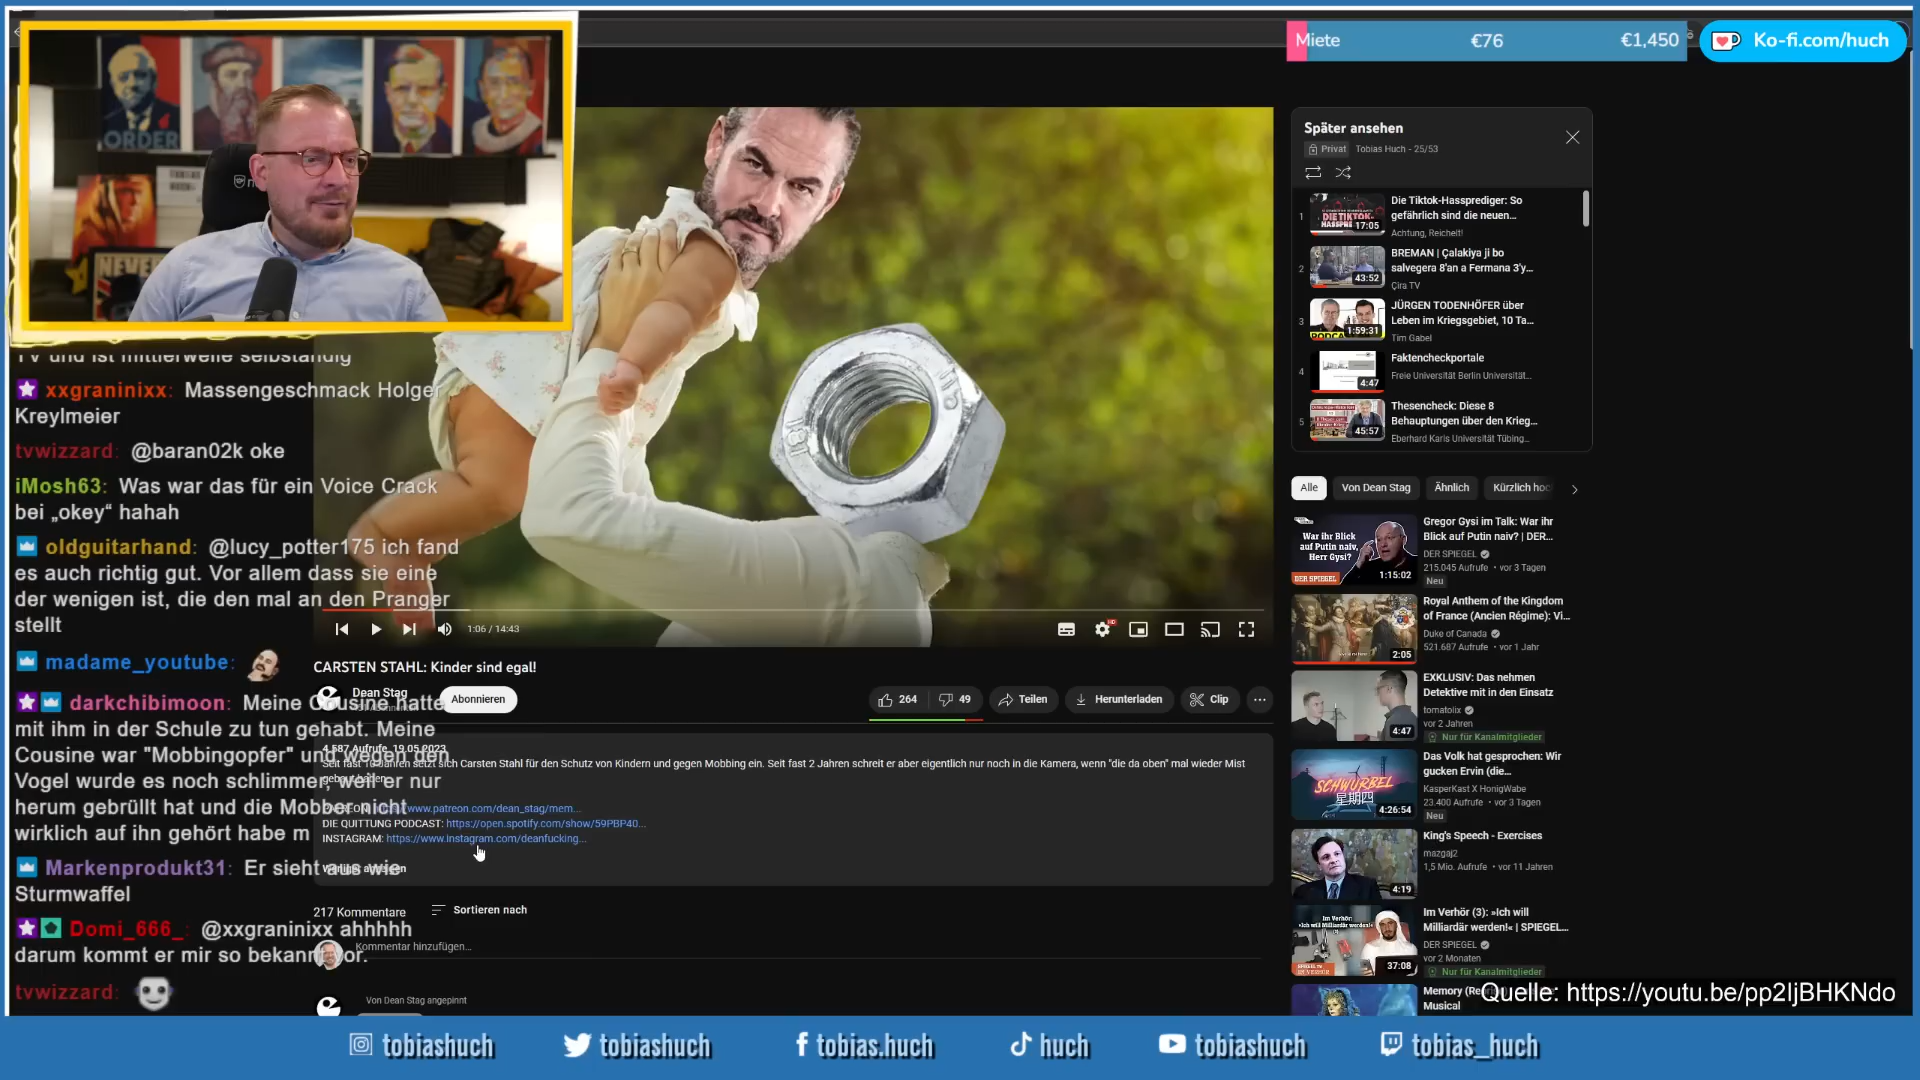 ORDER
NEVER
Miete €76 €1,450
Ko-fi.com/huch
TV und ist mittlerweile selbständig
xxgraninixx: Massengeschmack Holger
Kreylmeier
tvwizzard: @baran02k oke
iMosh63: Was war das für ein Voice Crack
bei „okey“ hahah
oldguitarhand: @lucy_potter175 ich fand
es auch richtig gut. Vor allem dass sie eine
der wenigen ist, die den mal an den Pranger
stellt
madame_youtube:
darkchibimoon: Meine Cousine hatte
mit ihm in der Schule zu tun gehabt. Meine
Cousine war "Mobbingopfer" und wegen den
Vogel wurde es noch schlimmer, weil er nur
herum gebrüllt hat und die Mobber nicht
wirklich auf ihn gehört habe m
Markenprodukt31: Er sieht aus wie
Sturmwaffel
Domi_666_: @xxgraninixx ahhhhh
darum kommt er mir so bekannt vor.
tvwizzard:
1:06 / 14:43
CARSTEN STAHL: Kinder sind egal!
Dean Stag
Abonnieren
264
49
Teilen
Herunterladen
Clip
4.587 Aufrufe 19.05.2023
Seit fast 10 Jahren setzt sich Carsten Stahl für den Schutz von Kindern und gegen Mobbing ein. Seit fast 2 Jahren schreit er aber eigentlich nur noch in die Kamera, wenn "die da oben" mal wieder Mist
gebaut haben.
www.patreon.com/dean_stag/mem...
DIE QUITTUNG PODCAST: https://open.spotify.com/show/59PBP40...
INSTAGRAM: https://www.instagram.com/deanfucking...
Weniger anzeigen
217 Kommentare
Sortieren nach
Kommentar hinzufügen...
Von Dean Stag angepinnt
Später ansehen
Privat Tobias Huch - 25/53
1
17:05
Die Tiktok-Hassprediger: So
gefährlich sind die neuen...
Achtung, Reichelt!
2
43:52
BREMAN | Çalakiya ji bo
salvegera 8'an a Fermana 3'y...
Çira TV
3
1:59:31
JÜRGEN TODENHÖFER über
Leben im Kriegsgebiet, 10 Ta...
Tim Gabel
4
4:47
Faktencheckportale
Freie Universität Berlin Universität...
5
45:57
Thesencheck: Diese 8
Behauptungen über den Krieg...
Eberhard Karls Universität Tübing...
Alle
Von Dean Stag
Ähnlich
Kürzlich hoc
War ihr Blick
auf Putin naiv,
Herr Gysi?
DER SPIEGEL
1:15:02
Gregor Gysi im Talk: War ihr
Blick auf Putin naiv? | DER...
DER SPIEGEL
215.045 Aufrufe • vor 3 Tagen
Neu
2:05
Royal Anthem of the Kingdom
of France (Ancien Régime): Vi...
Duke of Canada
521.687 Aufrufe • vor 1 Jahr
4:47
EXKLUSIV: Das nehmen
Detektive mit in den Einsatz
tomatolix
vor 2 Jahren
Nur für Kanalmitglieder
SCHWURBEL
星期四
4:26:54
Das Volk hat gesprochen: Wir
gucken Ervin (die...
KasperKast X HonigWabe
23.400 Aufrufe • vor 3 Tagen
Neu
4:19
King's Speech - Exercises
mazgaj2
1,5 Mio. Aufrufe • vor 11 Jahren
Im Verhör:
»Ich will Milliardär werden!«
37:08
Im Verhör (3): »Ich will
Milliardär werden!« | SPIEGEL...
DER SPIEGEL
vor 2 Monaten
Nur für Kanalmitglieder
Memory
Musical
Quelle: https://youtu.be/pp2IjBHKNdo
tobiashuch
tobiashuch
tobias.huch
huch
tobiashuch
tobias_huch